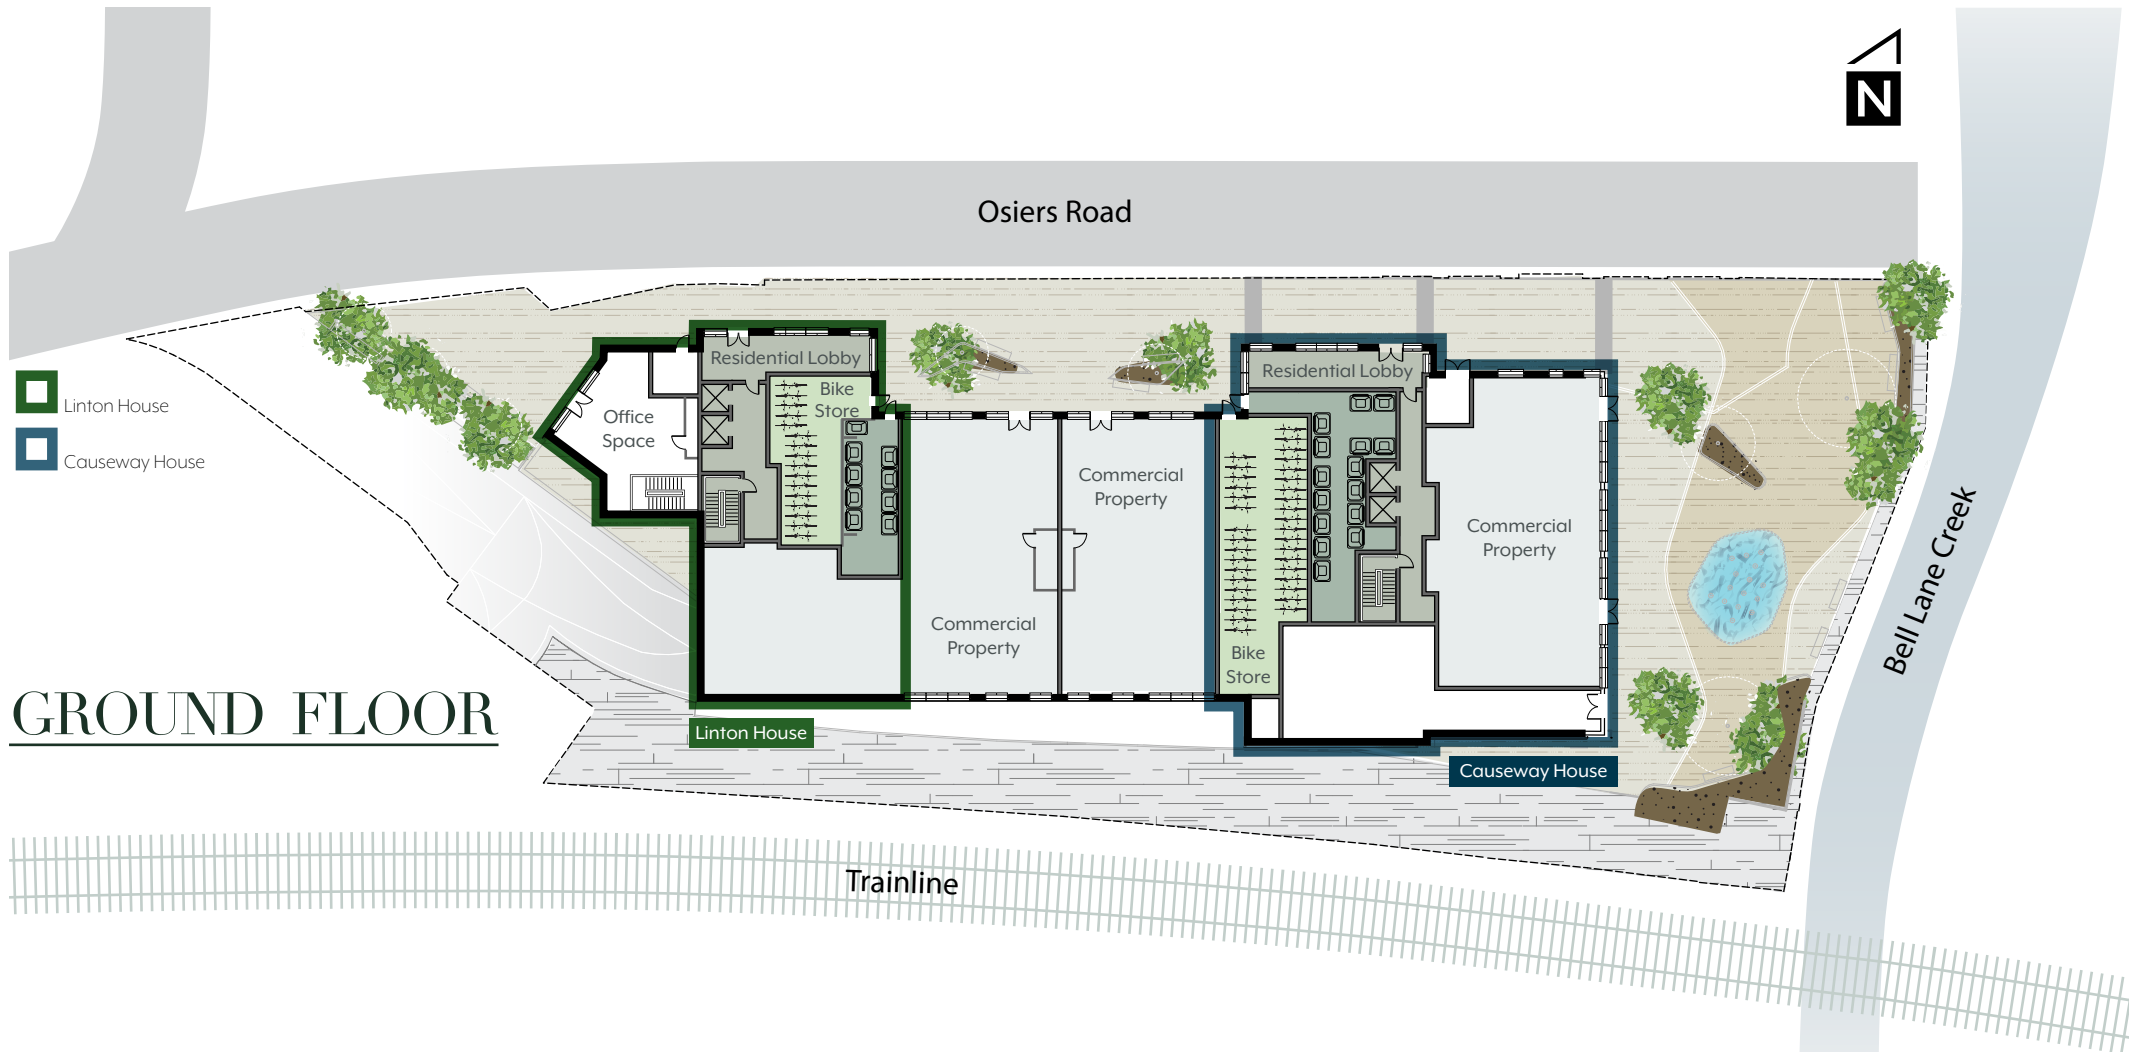 N
Osiers Road
Residential Lobby
Bike
Store
Office
Space
Residential Lobby
Linton House
Causeway House
Commercial
Property
Commercial
Property
Commercial
Property
Bike
Store
Bell Lane Creek
GROUND FLOOR
Linton House
Causeway House
Trainline